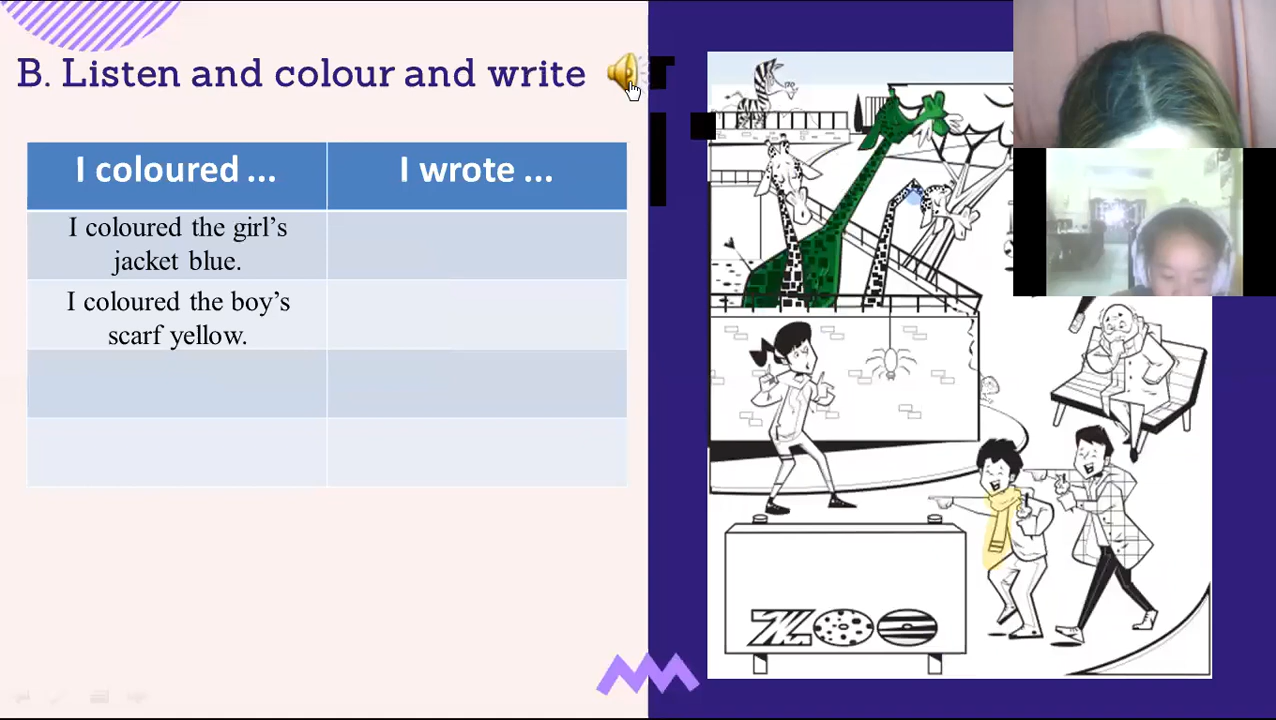 B. Listen and colour and write
I coloured ...
I wrote ...
I coloured the girl's
jacket blue.
I coloured the boy's
scarf yellow.
ZOO